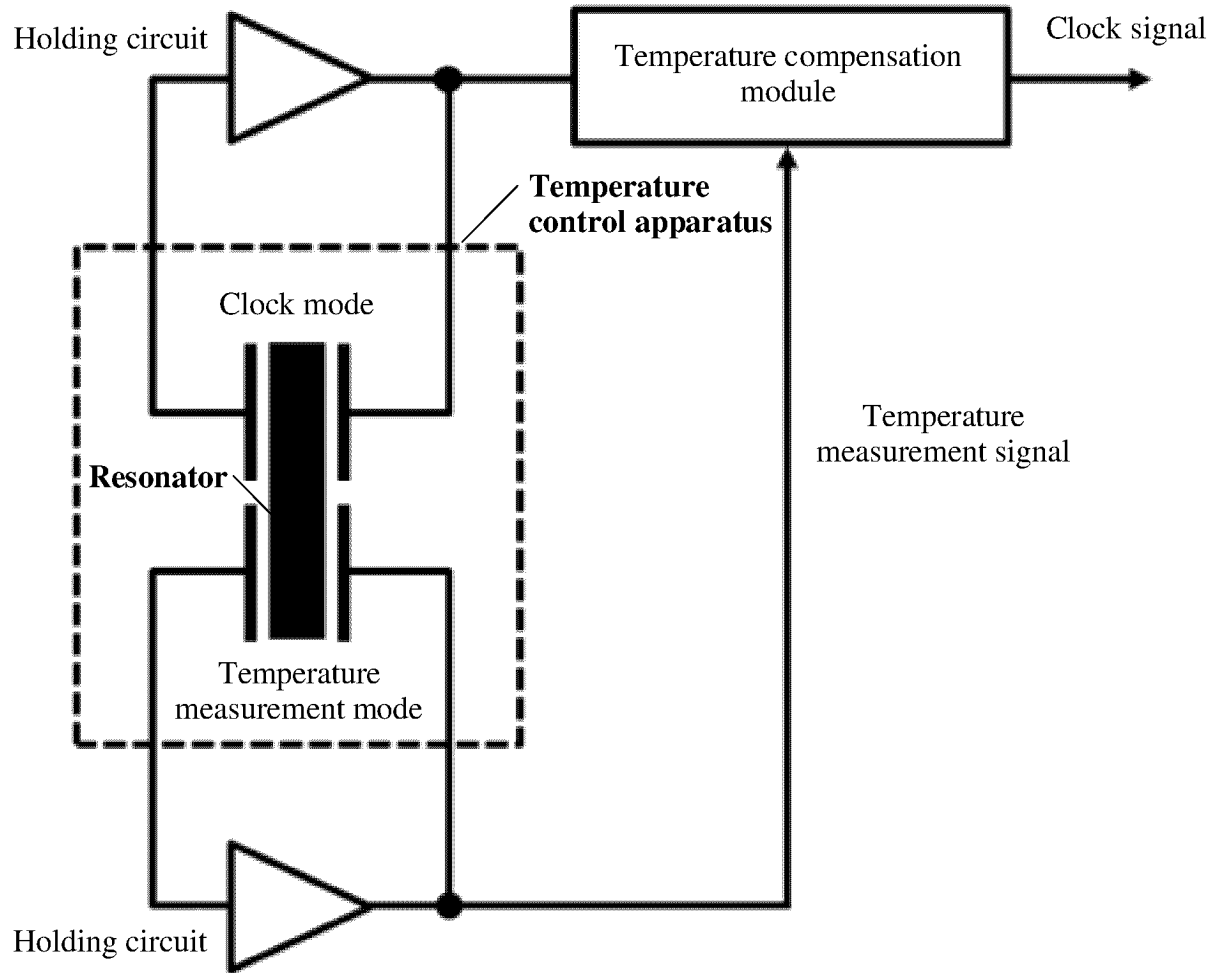 Holding circuit
Temperature compensation
module
Clock signal
Temperature
control apparatus
Clock mode
Resonator
Temperature
measurement signal
Temperature
measurement mode
Holding circuit